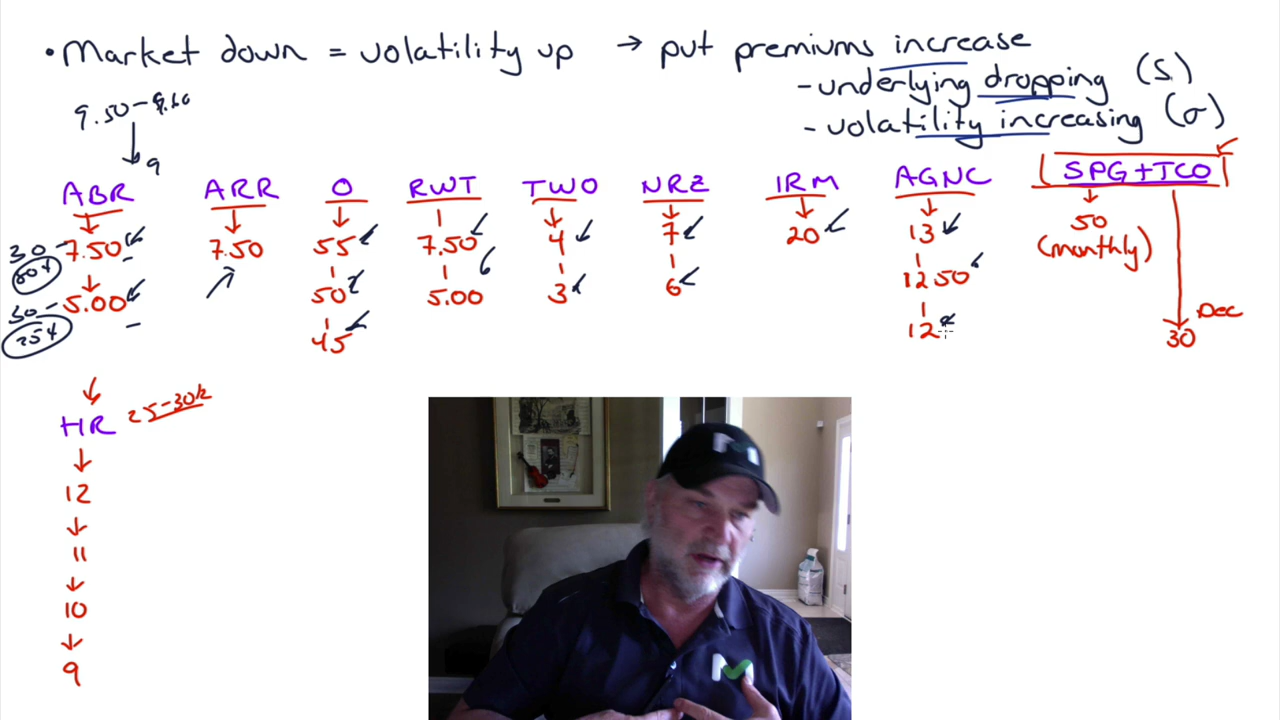 • Market down = volatility up → put premiums increase
- underlying dropping (S)
- volatility increasing (σ)
9.50 - 9.60
9
ABR ARR O RWT TWO NRZ IRM AGNC SPG+TCO
30 - 7.50 7.50 55 7.50 4 7 20 13 50
(monthly)
30 - 5.00 50 5.00 3 6 12 50
25¢
45 12 Dec
30
HR 25-30k
12
11
10
9
M